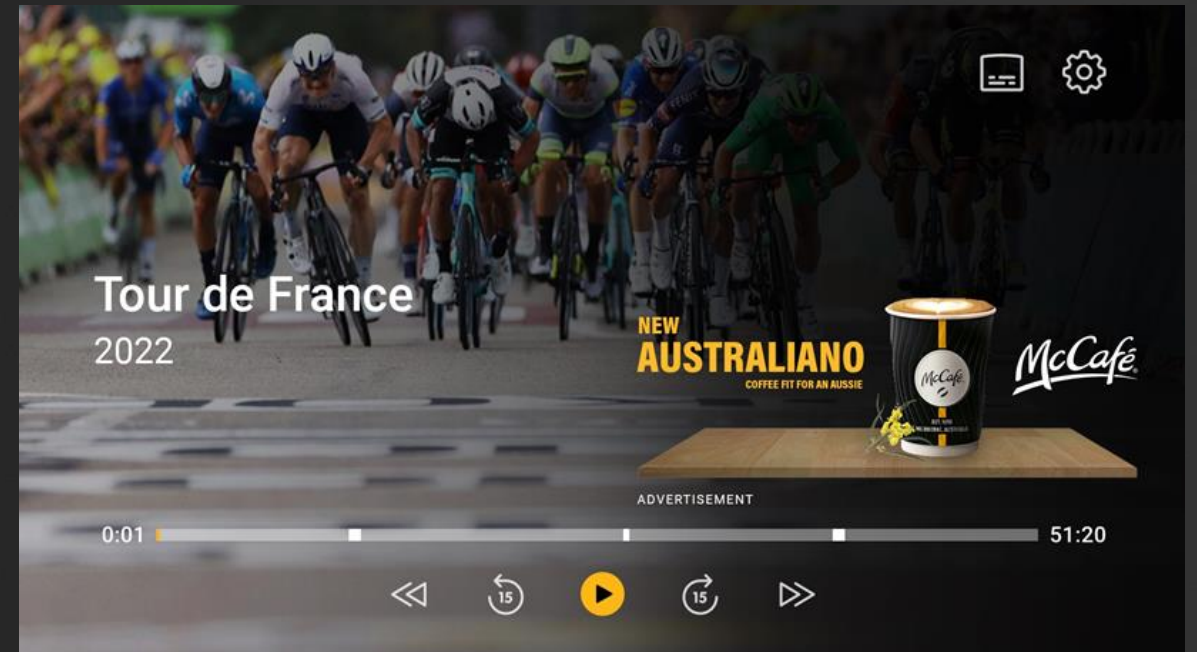 Tour de France
2022
NEW
AUSTRALIANO
COFFEE FIT FOR AN AUSSIE
McCafé
McCafé
ADVERTISEMENT
0:01
51:20
15
15